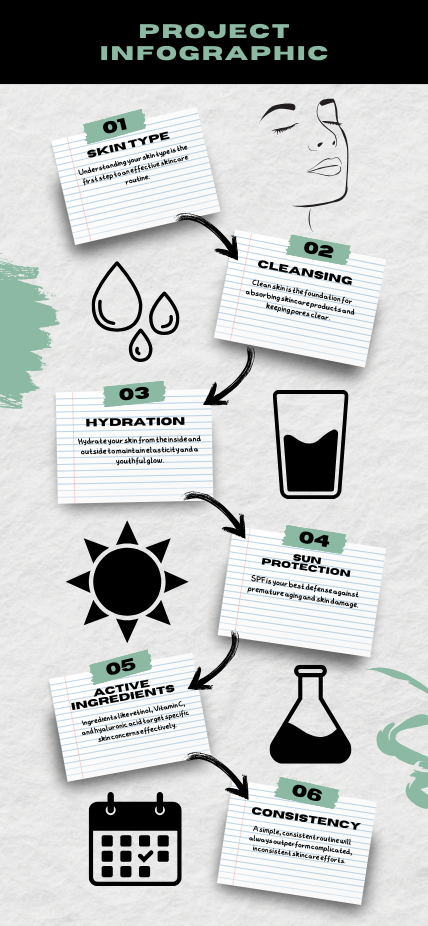 PROJECT
INFOGRAPHIC
01
SKIN TYPE
Understanding your skin type is the
first step to an effective skincare
routine.
02
CLEANSING
Clean skin is the foundation for
absorbing skincare products and
keeping pores clear.
03
HYDRATION
Hydrate your skin from the inside and
outside to maintain elasticity and a
youthful glow.
04
SUN
PROTECTION
SPF is your best defense against
premature aging and skin damage.
05
ACTIVE
INGREDIENTS
Ingredients like retinol, Vitamin C,
and hyaluronic acid target specific
skin concerns effectively.
06
CONSISTENCY
A simple, consistent routine will
always outperform complicated,
inconsistent skincare efforts.